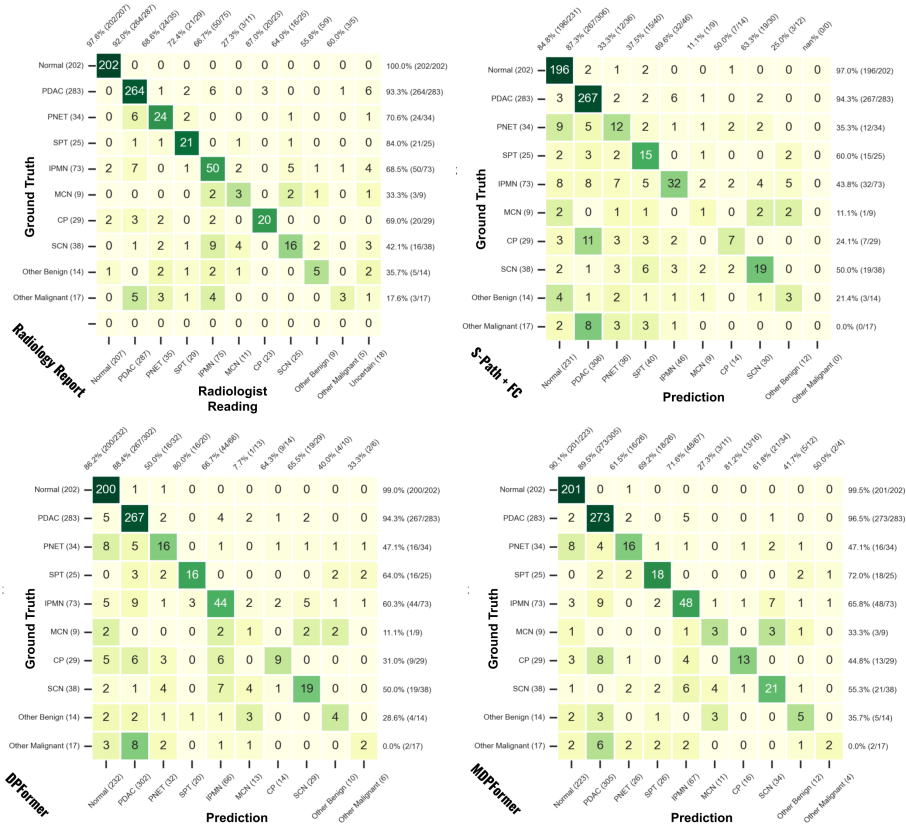 97.6% (202/207)
92.0% (264/287)
68.6% (24/35)
72.4% (21/29)
66.7% (50/75)
27.3% (3/11)
87.0% (20/23)
64.0% (16/25)
55.6% (5/9)
60.0% (3/5)
Normal (202) 202 0 0 0 0 0 0 0 0 0 0 100.0% (202/202)
PDAC (283) 0 264 1 2 6 0 3 0 0 1 6 93.3% (264/283)
PNET (34) 0 6 24 2 0 0 0 1 0 0 1 70.6% (24/34)
SPT (25) 0 1 1 21 0 1 0 1 0 0 0 84.0% (21/25)
IPMN (73) 2 7 0 1 50 2 0 5 1 1 4 68.5% (50/73)
MCN (9) 0 0 0 0 2 3 0 2 1 0 1 33.3% (3/9)
CP (29) 2 3 2 0 2 0 20 0 0 0 0 69.0% (20/29)
SCN (38) 0 1 2 1 9 4 0 16 2 0 3 42.1% (16/38)
Other Benign (14) 1 0 2 1 2 1 0 0 5 0 2 35.7% (5/14)
Other Malignant (17) 0 5 3 1 4 0 0 0 0 3 1 17.6% (3/17)
0 0 0 0 0 0 0 0 0 0 0
Ground Truth
Radiology Report
Normal (207)
PDAC (287)
PNET (35)
SPT (29)
IPMN (75)
MCN (11)
CP (23)
SCN (25)
Other Benign (9)
Other Malignant (5)
Uncertain (18)
Radiologist
Reading
84.8% (196/231)
87.3% (267/306)
33.3% (12/36)
37.5% (15/40)
69.6% (32/46)
11.1% (1/9)
50.0% (7/14)
63.3% (19/30)
25.0% (3/12)
nan% (0/0)
Normal (202) 196 2 1 2 0 0 1 0 0 0 97.0% (196/202)
PDAC (283) 3 267 2 2 6 1 0 2 0 0 94.3% (267/283)
PNET (34) 9 5 12 2 1 1 2 2 0 0 35.3% (12/34)
SPT (25) 2 3 2 15 0 1 0 0 2 0 60.0% (15/25)
IPMN (73) 8 8 7 5 32 2 2 4 5 0 43.8% (32/73)
MCN (9) 2 0 1 1 0 1 0 2 2 0 11.1% (1/9)
CP (29) 3 11 3 3 2 0 7 0 0 0 24.1% (7/29)
SCN (38) 2 1 3 6 3 2 2 19 0 0 50.0% (19/38)
Other Benign (14) 4 1 2 1 1 1 0 1 3 0 21.4% (3/14)
Other Malignant (17) 2 8 3 3 1 0 0 0 0 0 0.0% (0/17)
Ground Truth
S-Path + FC
Normal (231)
PDAC (306)
PNET (36)
SPT (40)
IPMN (46)
MCN (9)
CP (14)
SCN (30)
Other Benign (12)
Other Malignant (0)
Prediction
86.2% (200/232)
88.4% (267/302)
50.0% (16/32)
80.0% (16/20)
66.7% (44/66)
7.7% (1/13)
64.3% (9/14)
65.5% (19/29)
40.0% (4/10)
33.3% (2/6)
Normal (202) 200 1 1 0 0 0 0 0 0 0 99.0% (200/202)
PDAC (283) 5 267 2 0 4 2 1 2 0 0 94.3% (267/283)
PNET (34) 8 5 16 0 1 0 1 1 1 1 47.1% (16/34)
SPT (25) 0 3 2 16 0 0 0 0 2 2 64.0% (16/25)
IPMN (73) 5 9 1 3 44 2 2 5 1 1 60.3% (44/73)
MCN (9) 2 0 0 0 2 1 0 2 2 0 11.1% (1/9)
CP (29) 5 6 3 0 6 0 9 0 0 0 31.0% (9/29)
SCN (38) 2 1 4 0 7 4 1 19 0 0 50.0% (19/38)
Other Benign (14) 2 2 1 1 1 3 0 0 4 0 28.6% (4/14)
Other Malignant (17) 3 8 2 0 1 1 0 0 0 2 0.0% (2/17)
Ground Truth
DPFormer
Normal (232)
PDAC (302)
PNET (32)
SPT (20)
IPMN (66)
MCN (13)
CP (14)
SCN (29)
Other Benign (10)
Other Malignant (6)
Prediction
90.1% (201/223)
89.5% (273/305)
61.5% (16/26)
69.2% (18/26)
71.6% (48/67)
27.3% (3/11)
81.2% (13/16)
61.8% (21/34)
41.7% (5/12)
50.0% (2/4)
Normal (202) 201 0 1 0 0 0 0 0 0 0 99.5% (201/202)
PDAC (283) 2 273 2 0 5 0 0 1 0 0 96.5% (273/283)
PNET (34) 8 4 16 1 1 0 1 2 1 0 47.1% (16/34)
SPT (25) 0 2 2 18 0 0 0 0 2 1 72.0% (18/25)
IPMN (73) 3 9 0 2 48 1 1 7 1 1 65.8% (48/73)
MCN (9) 1 0 0 0 1 3 0 3 1 0 33.3% (3/9)
CP (29) 3 8 1 0 4 0 13 0 0 0 44.8% (13/29)
SCN (38) 1 0 2 2 6 4 1 21 1 0 55.3% (21/38)
Other Benign (14) 2 3 0 1 0 3 0 0 5 0 35.7% (5/14)
Other Malignant (17) 2 6 2 2 2 0 0 0 1 2 0.0% (2/17)
Ground Truth
MDPFormer
Normal (223)
PDAC (305)
PNET (26)
SPT (26)
IPMN (67)
MCN (11)
CP (16)
SCN (34)
Other Benign (12)
Other Malignant (4)
Prediction